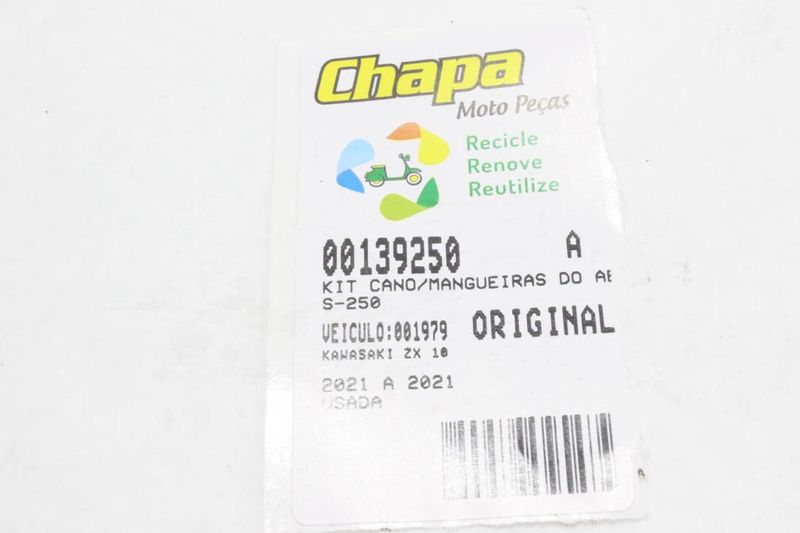 Chapa
Moto Peças
Recicle
Renove
Reutilize
00139250 A
KIT CANO/MANGUEIRAS DO AB
S-250
VEICULO:001979 ORIGINAL
KAWASAKI ZX 10
2021 A 2021
USADA